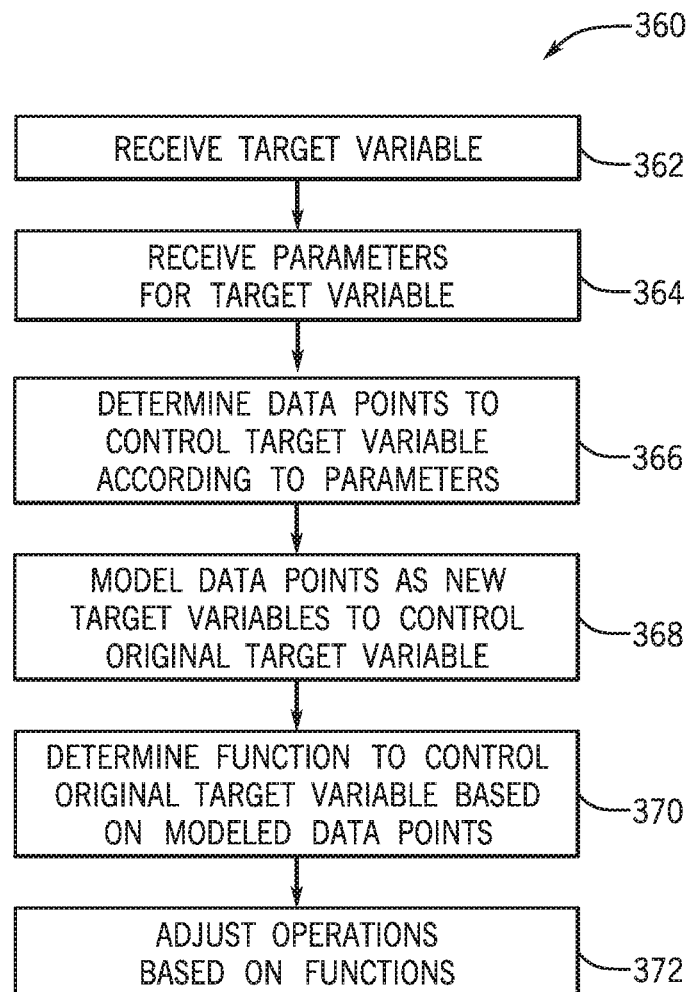 360
RECEIVE TARGET VARIABLE
362
RECEIVE PARAMETERS
FOR TARGET VARIABLE
364
DETERMINE DATA POINTS TO
CONTROL TARGET VARIABLE
ACCORDING TO PARAMETERS
366
MODEL DATA POINTS AS NEW
TARGET VARIABLES TO CONTROL
ORIGINAL TARGET VARIABLE
368
DETERMINE FUNCTION TO CONTROL
ORIGINAL TARGET VARIABLE BASED
ON MODELED DATA POINTS
370
ADJUST OPERATIONS
BASED ON FUNCTIONS
372